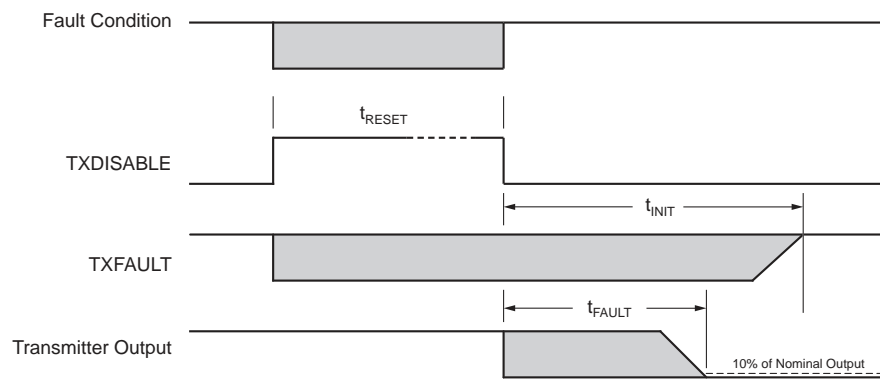 Fault Condition
tRESET
TXDISABLE
tINIT
TXFAULT
tFAULT
10% of Nominal Output
Transmitter Output